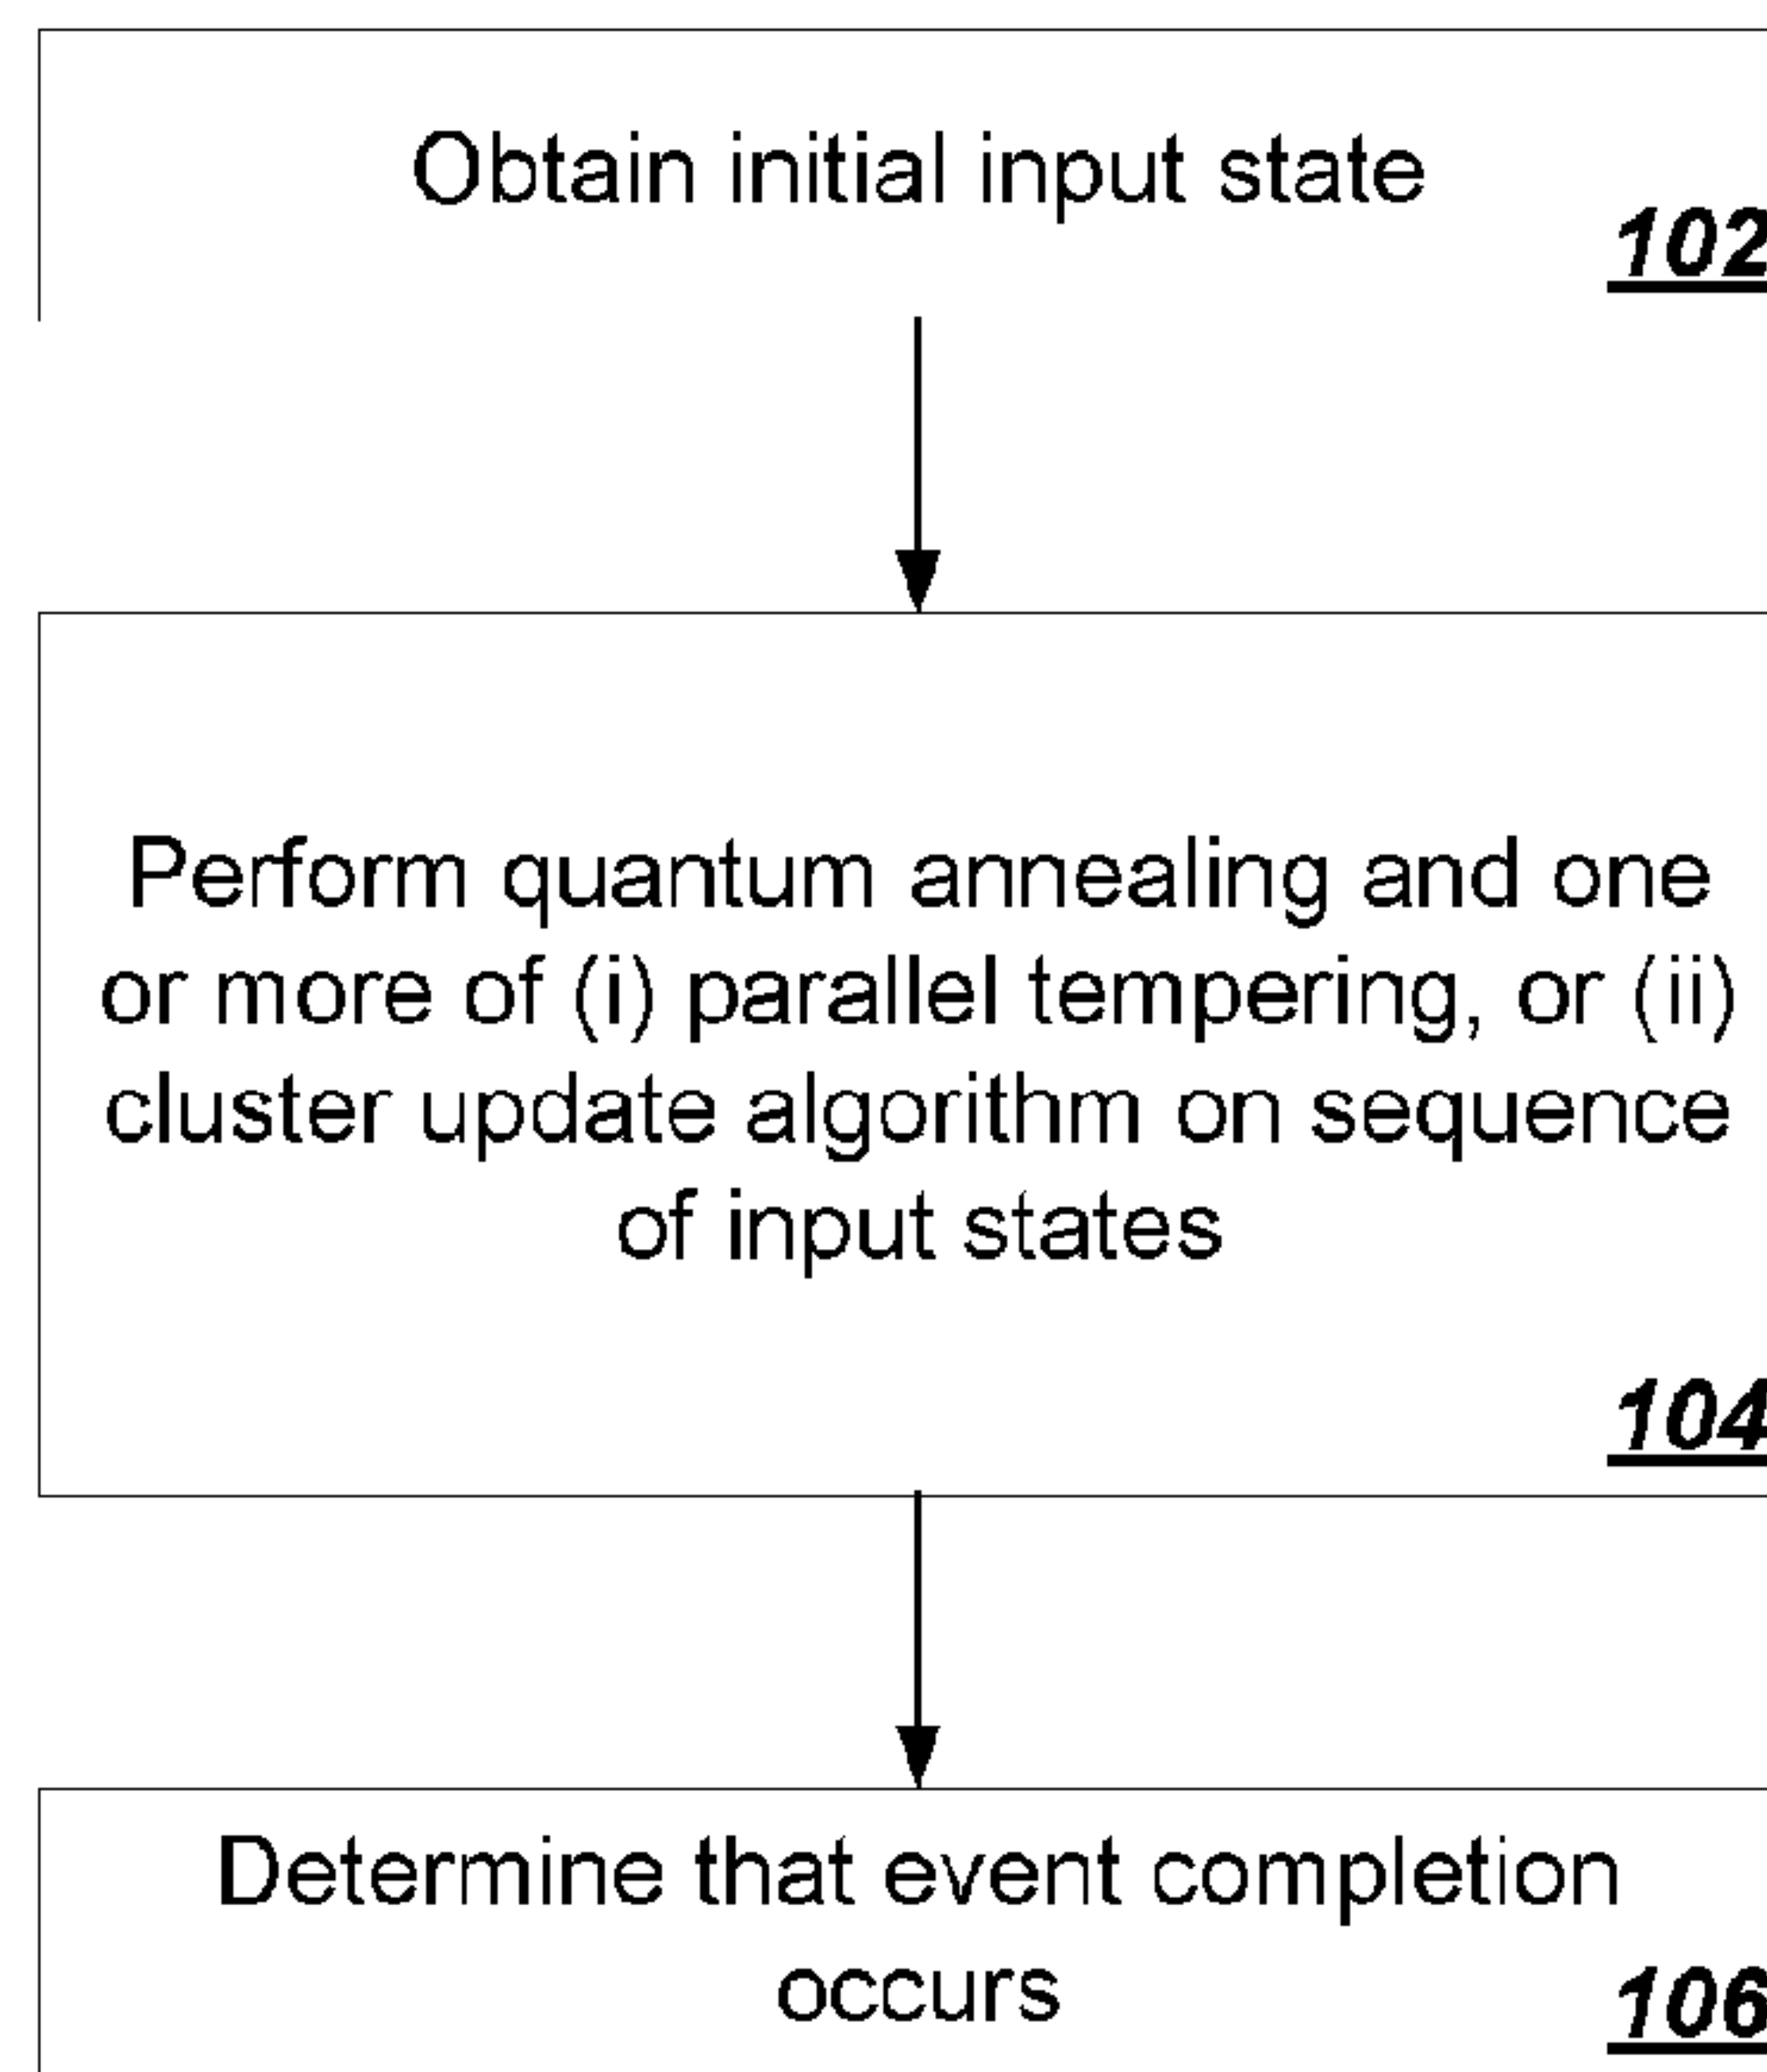 Obtain initial input state
102
Perform quantum annealing and one
or more of (i) parallel tempering, or (ii)
cluster update algorithm on sequence
of input states
104
Determine that event completion
occurs
106